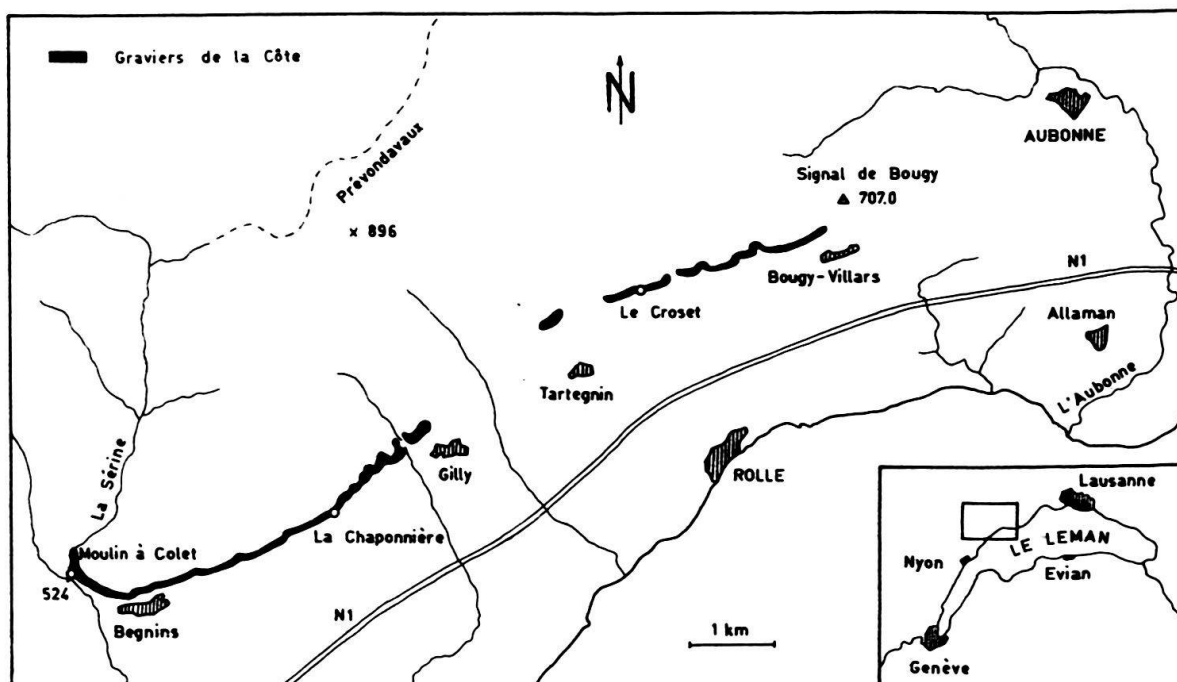 Graviers de la Côte
N
Prévondavaux
× 896
AUBONNE
Signal de Bougy
▲ 707.0
Bougy-Villars
N1
Le Croset
Allaman
Tartegnin
L'Aubonne
La Sérine
Gilly
ROLLE
La Chaponnière
Moulin à Colet
524
Begnins
N1
1 km
Lausanne
LE LEMAN
Nyon
Evian
Genève